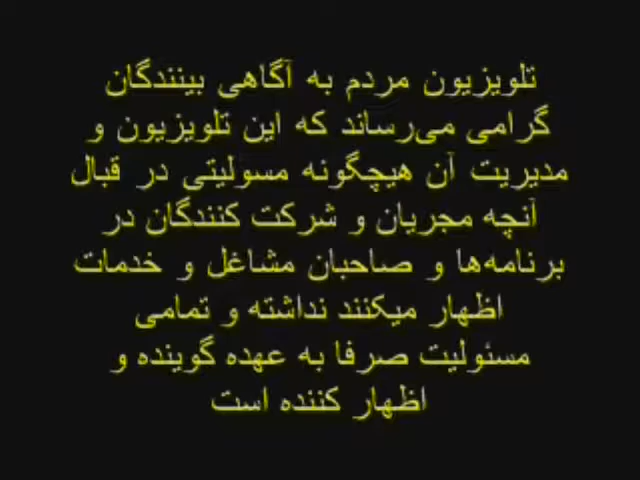 تلویزیون مردم به آگاهی بینندگان
گرامی می‌رساند که این تلویزیون و
مدیریت آن هیچگونه مسولیتی در قبال
آنچه مجریان و شرکت کنندگان در
برنامه‌ها و صاحبان مشاغل و خدمات
اظهار میکنند نداشته و تمامی
مسئولیت صرفا به عهده گوینده و
اظهار کننده است